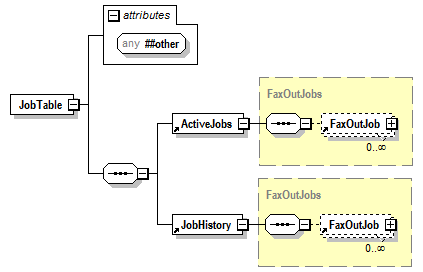 attributes
any ##other
JobTable
FaxOutJobs
ActiveJobs
FaxOutJob
0..∞
FaxOutJobs
JobHistory
FaxOutJob
0..∞